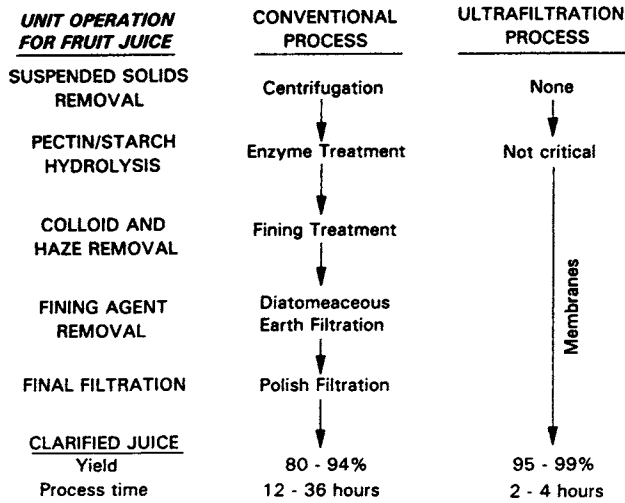 UNIT OPERATION
FOR FRUIT JUICE
CONVENTIONAL
PROCESS
ULTRAFILTRATION
PROCESS
SUSPENDED SOLIDS
REMOVAL
Centrifugation
None
PECTIN/STARCH
HYDROLYSIS
Enzyme Treatment
Not critical
COLLOID AND
HAZE REMOVAL
Fining Treatment
Membranes
FINING AGENT
REMOVAL
Diatomeaceous
Earth Filtration
FINAL FILTRATION
Polish Filtration
CLARIFIED JUICE
Yield
80 - 94%
95 - 99%
Process time
12 - 36 hours
2 - 4 hours